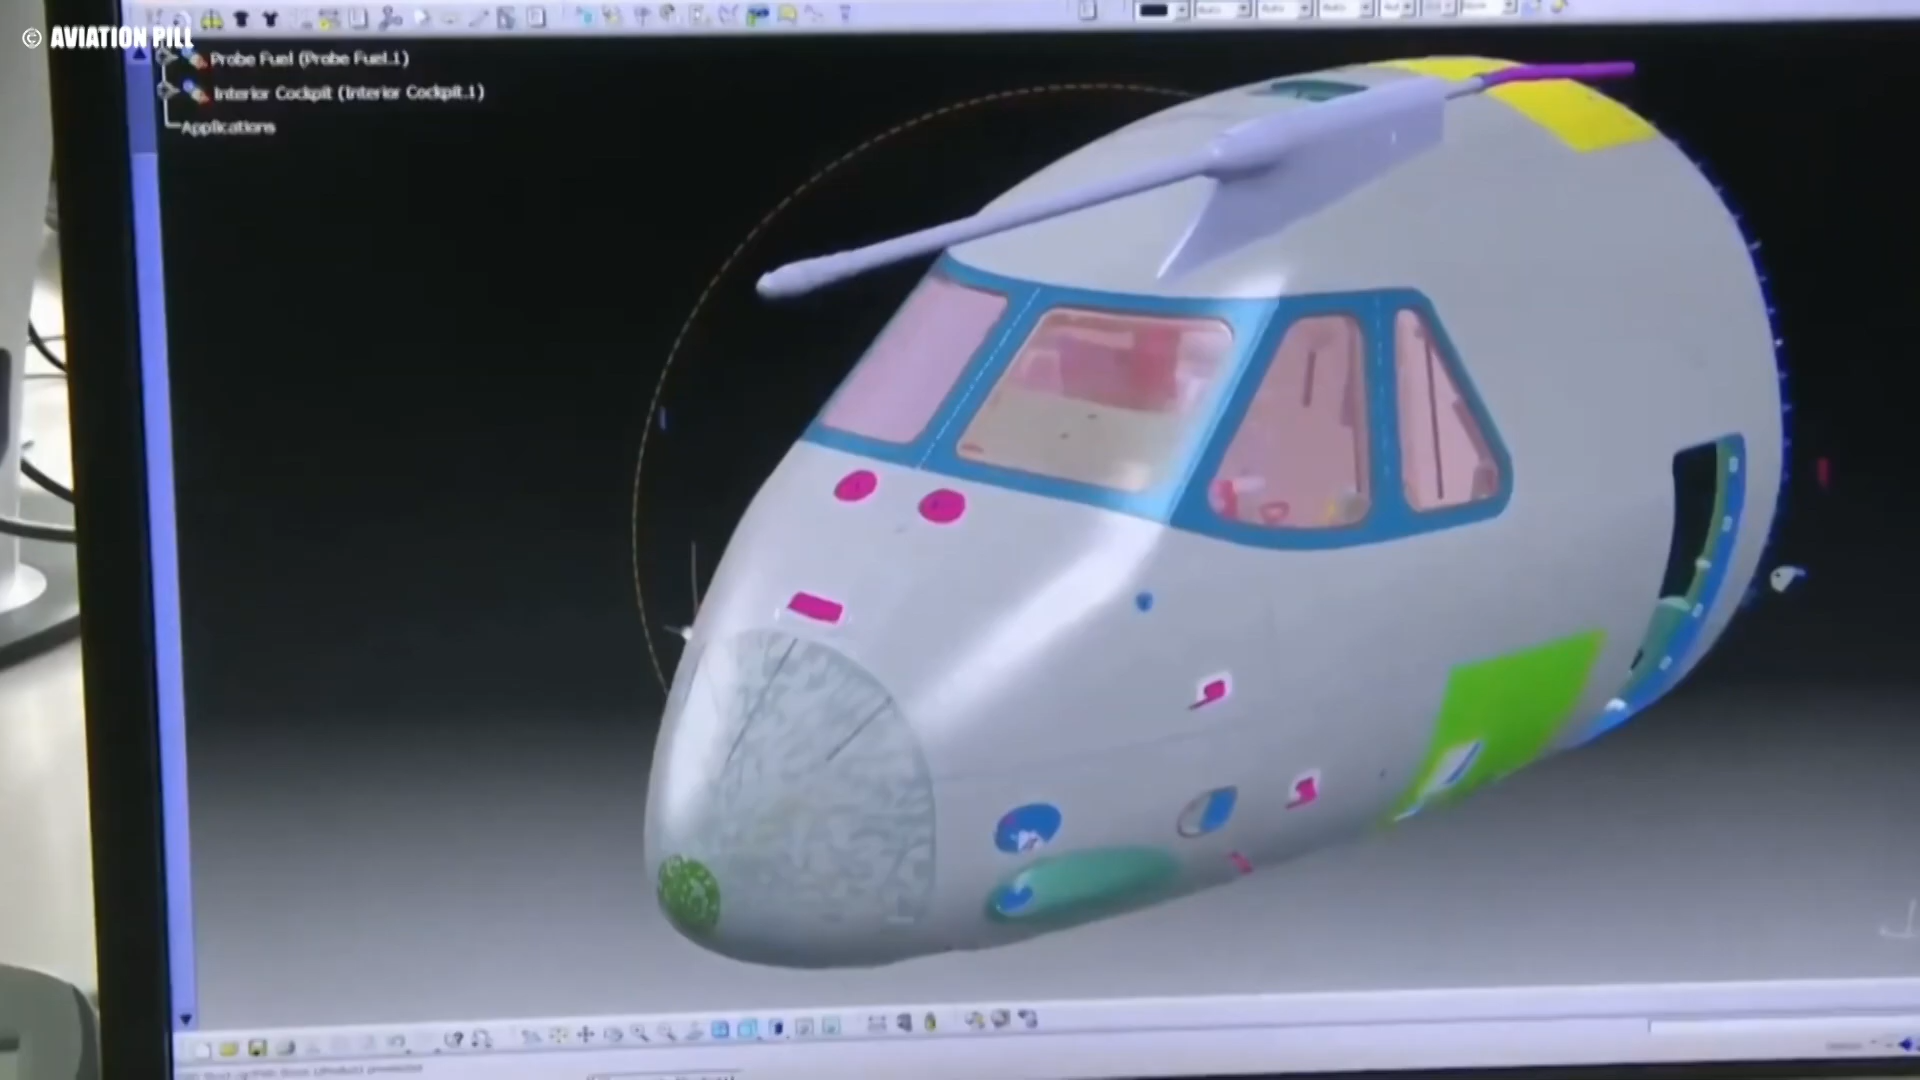 © AVIATION PILL
Probe Fuel (Probe Fuel.1)
Interior Cockpit (Interior Cockpit.1)
Applications